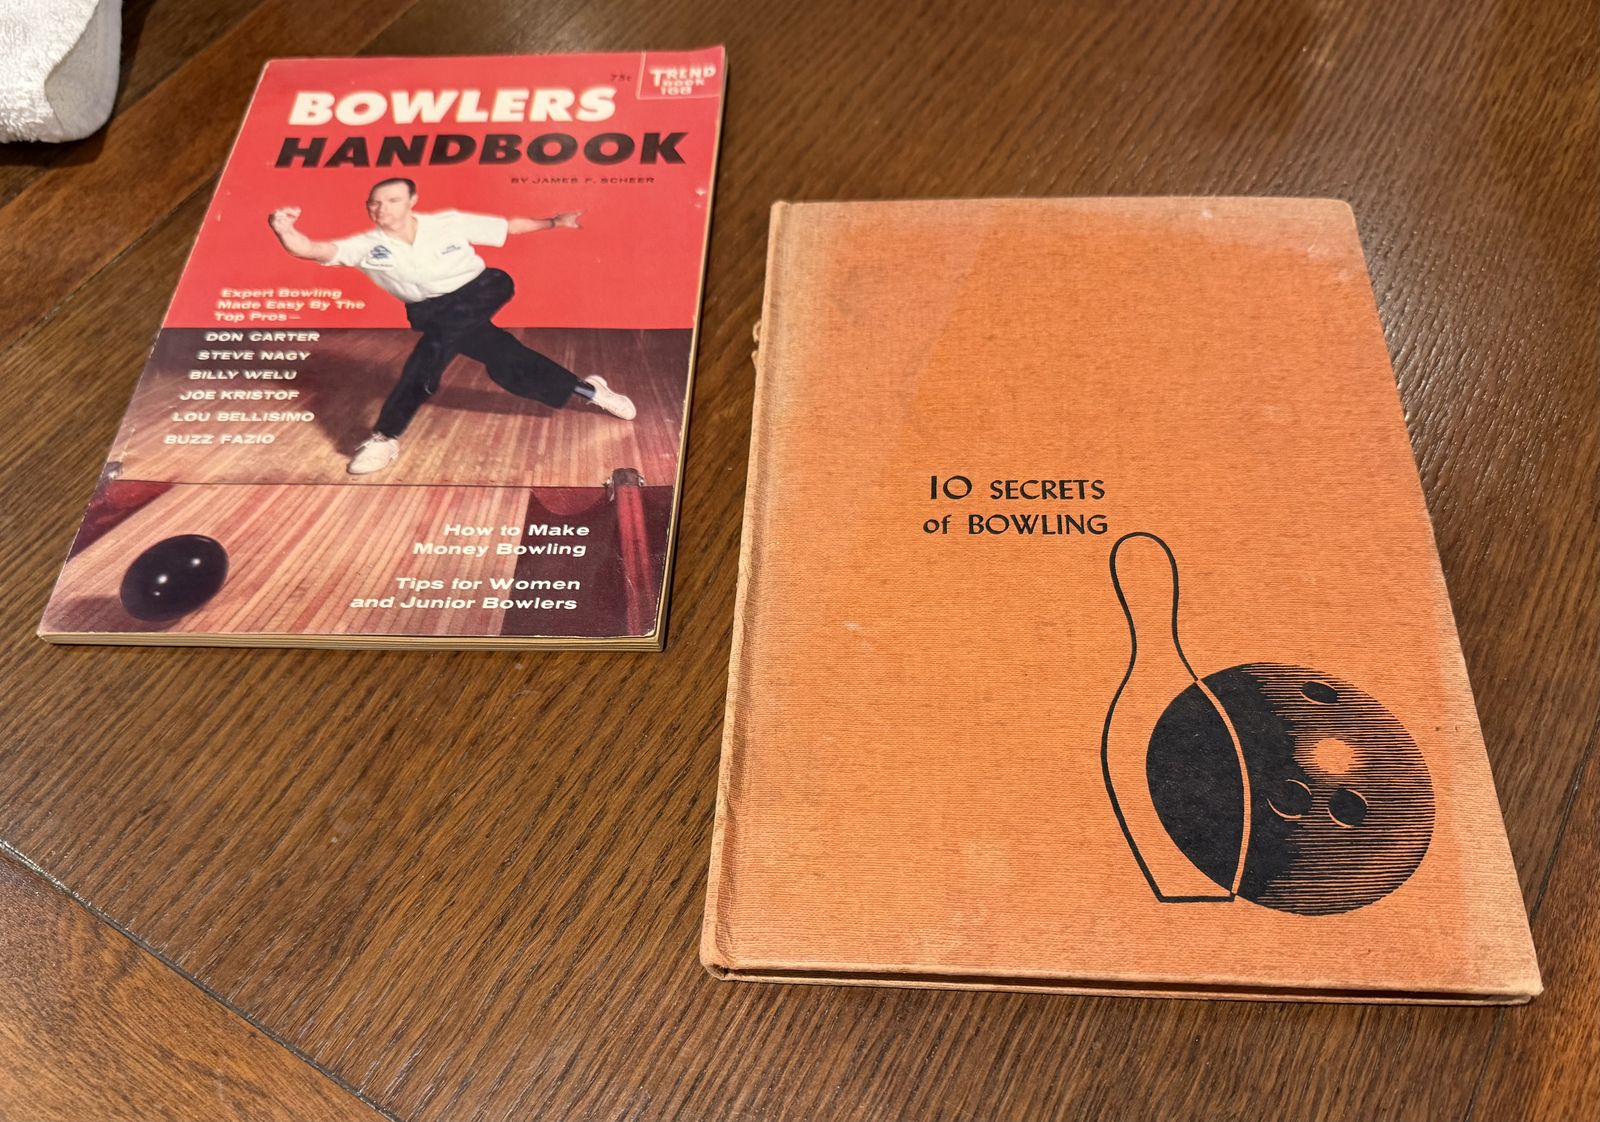 75¢
TREND
BOOK
168
BOWLERS
HANDBOOK
BY JAMES F. SCHEER
Expert Bowling
Made Easy By The
Top Pros—
DON CARTER
STEVE NAGY
BILLY WELU
JOE KRISTOF
LOU BELLISIMO
BUZZ FAZIO
How to Make
Money Bowling
Tips for Women
and Junior Bowlers
10 SECRETS
of BOWLING